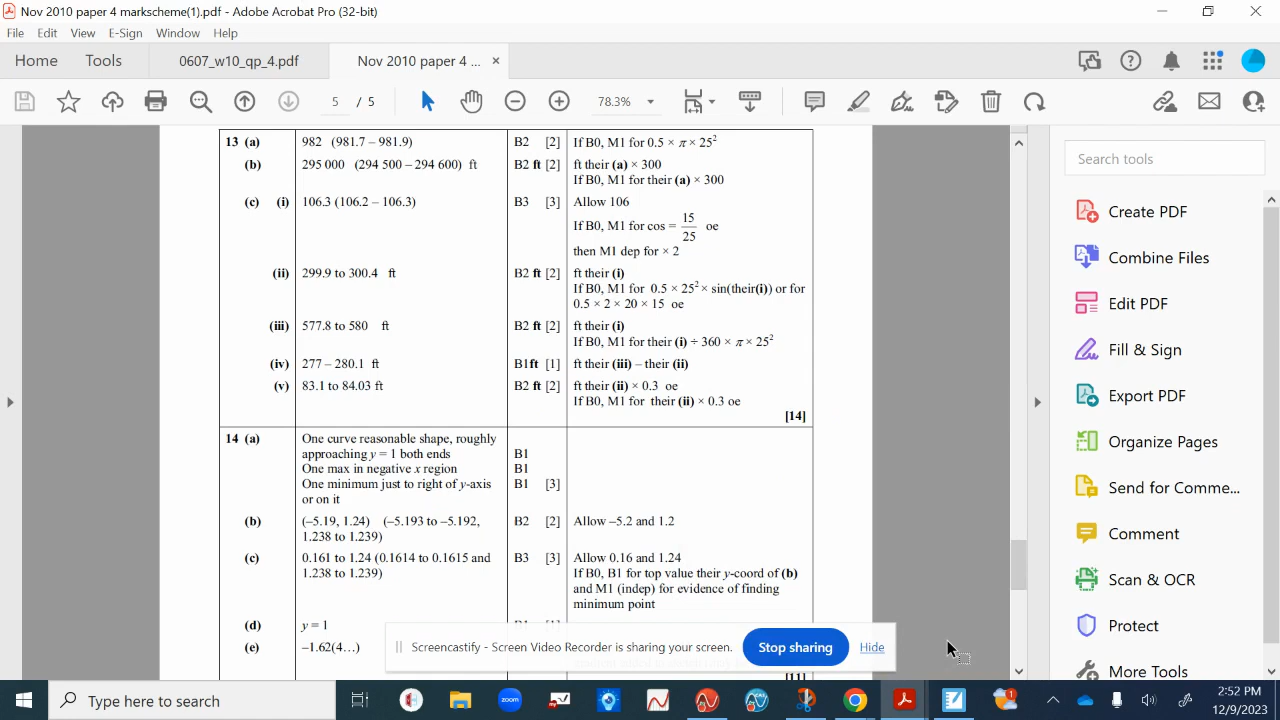 Nov 2010 paper 4 markscheme(1).pdf - Adobe Acrobat Pro (32-bit)
File Edit View E-Sign Window Help
Home Tools 0607_w10_qp_4.pdf Nov 2010 paper 4 ... ×
5 / 5 78.3%
Search tools
Create PDF
Combine Files
Edit PDF
Fill & Sign
Export PDF
Organize Pages
Send for Comme...
Comment
Scan & OCR
Protect
More Tools
13 (a) 982 (981.7 – 981.9) B2 [2] If B0, M1 for 0.5 × π × 25²
(b) 295 000 (294 500 – 294 600) ft B2 ft [2] ft their (a) × 300
If B0, M1 for their (a) × 300
(c) (i) 106.3 (106.2 – 106.3) B3 [3] Allow 106
If B0, M1 for cos = 15/25 oe
then M1 dep for × 2
(ii) 299.9 to 300.4 ft B2 ft [2] ft their (i)
If B0, M1 for 0.5 × 25² × sin(their(i)) or for
0.5 × 2 × 20 × 15 oe
(iii) 577.8 to 580 ft B2 ft [2] ft their (i)
If B0, M1 for their (i) ÷ 360 × π × 25²
(iv) 277 – 280.1 ft B1ft [1] ft their (iii) – their (ii)
(v) 83.1 to 84.03 ft B2 ft [2] ft their (ii) × 0.3 oe
If B0, M1 for their (ii) × 0.3 oe
[14]
14 (a) One curve reasonable shape, roughly
approaching y = 1 both ends B1
One max in negative x region B1
One minimum just to right of y-axis B1 [3]
or on it
(b) (–5.19, 1.24) (–5.193 to –5.192, B2 [2] Allow –5.2 and 1.2
1.238 to 1.239)
(c) 0.161 to 1.24 (0.1614 to 0.1615 and B3 [3] Allow 0.16 and 1.24
1.238 to 1.239) If B0, B1 for top value their y-coord of (b)
and M1 (indep) for evidence of finding
minimum point
(d) y = 1
(e) –1.62(4…)
Screencastify - Screen Video Recorder is sharing your screen. Stop sharing Hide
Type here to search
zoom
1
2:52 PM
12/9/2023